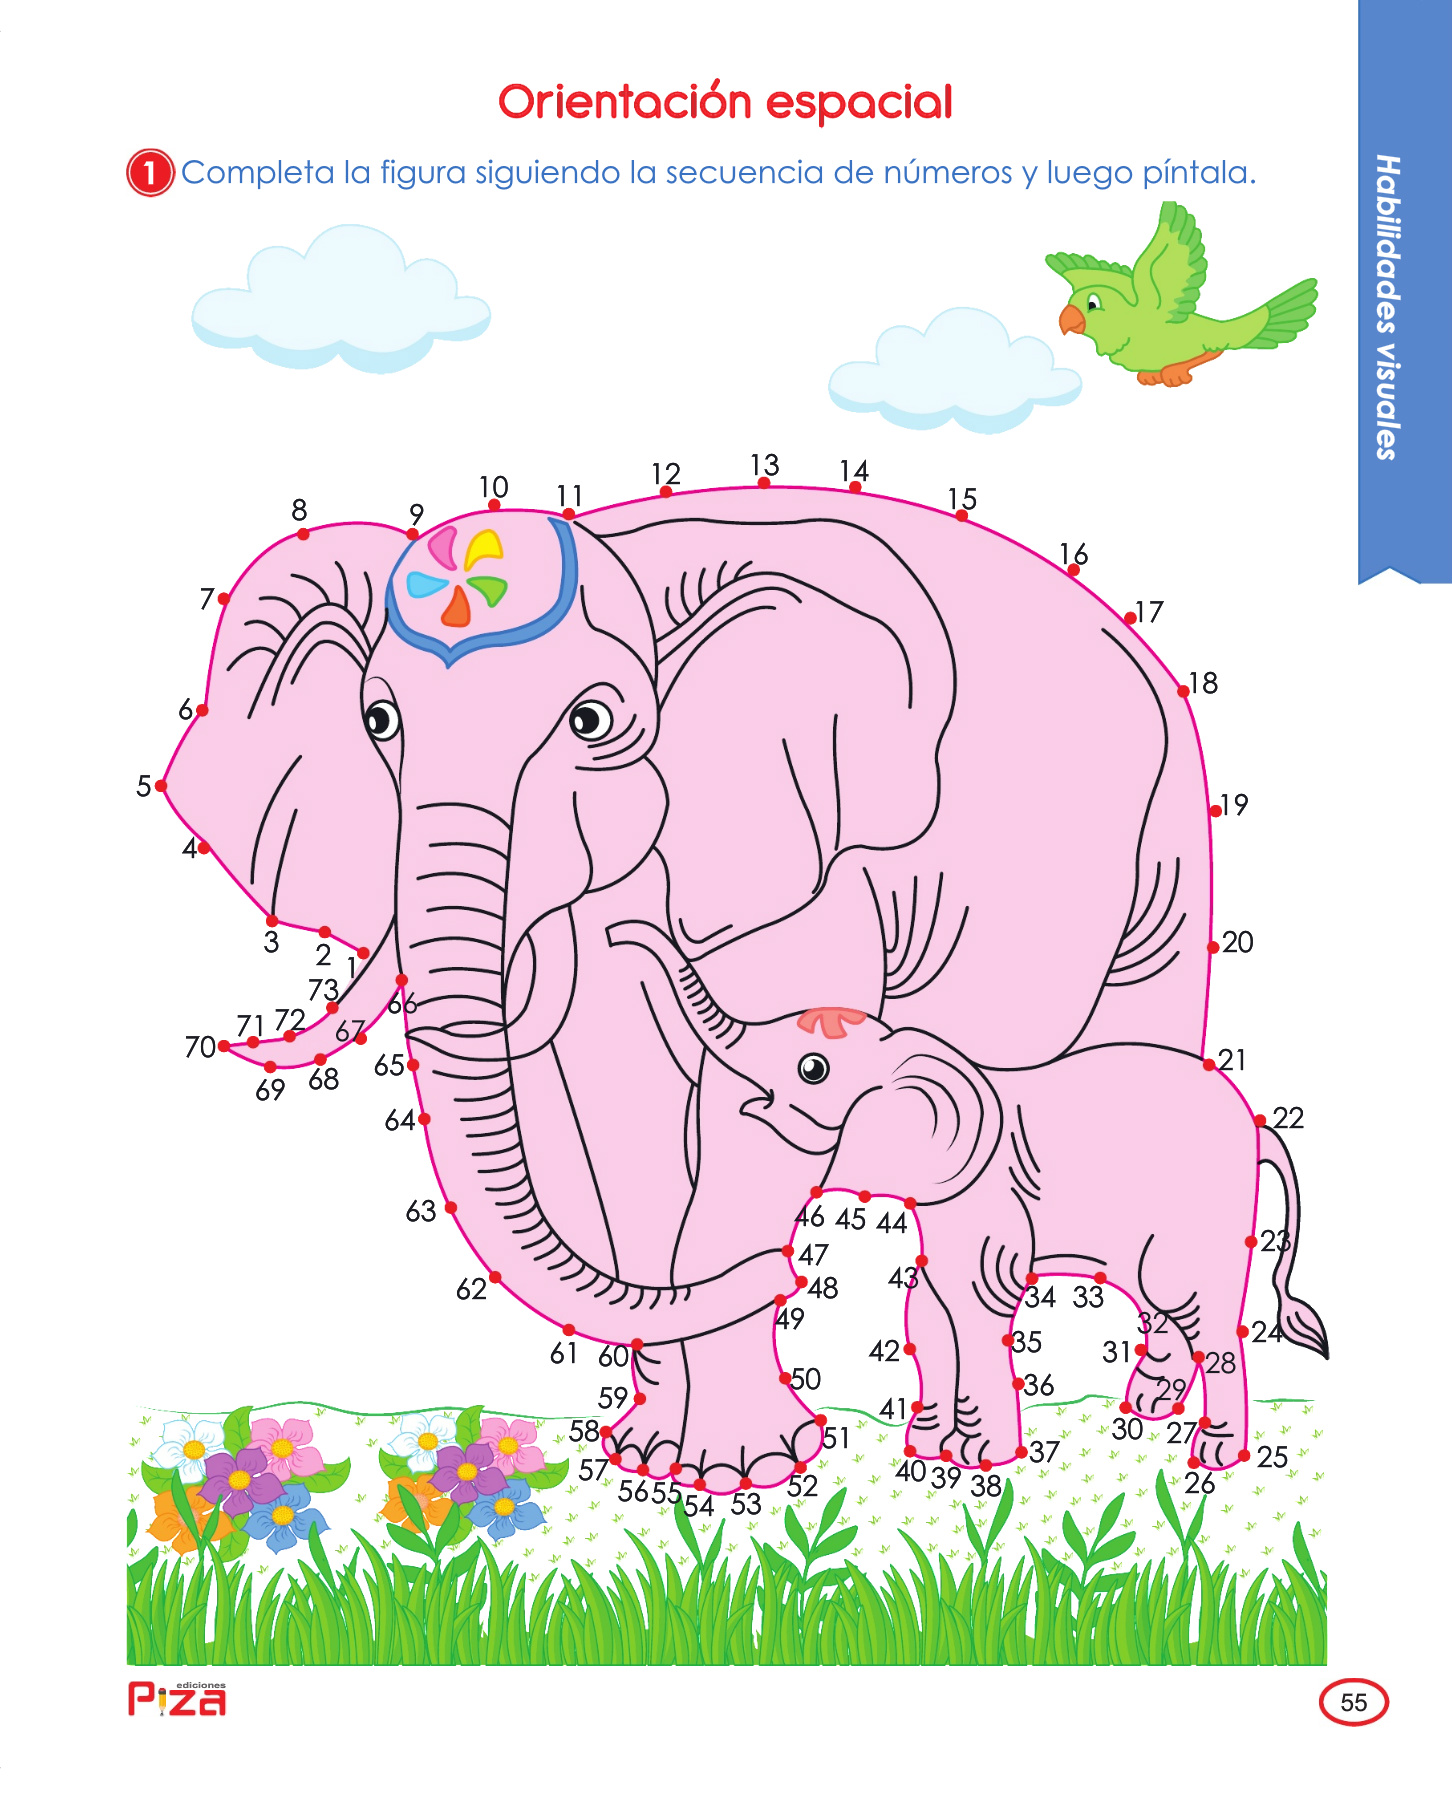 Orientación espacial
1 Completa la figura siguiendo la secuencia de números y luego píntala.
Habilidades visuales
13
12 14
10 11 15
8 9
16
7 17
6 18
5 19
4
3 2 1 20
73 66
70 71 72 67
69 68 65 21
64 22
63 46 45 44
47 23
62 48 43
34 33
49 32 24
61 60 42 35 31 28
59 50 36 29
58 41 30 27
51
57 40 39 38 37 25
56 55 54 53 52 26
ediciones
Piza
55